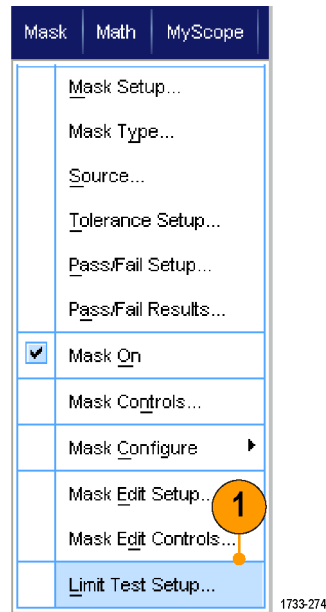 Mask Math MyScope
Mask Setup...
Mask Type...
Source...
Tolerance Setup...
Pass/Fail Setup...
Pass/Fail Results...
Mask On
Mask Controls...
Mask Configure
Mask Edit Setup...
1
Mask Edit Controls...
Limit Test Setup...
1733-274